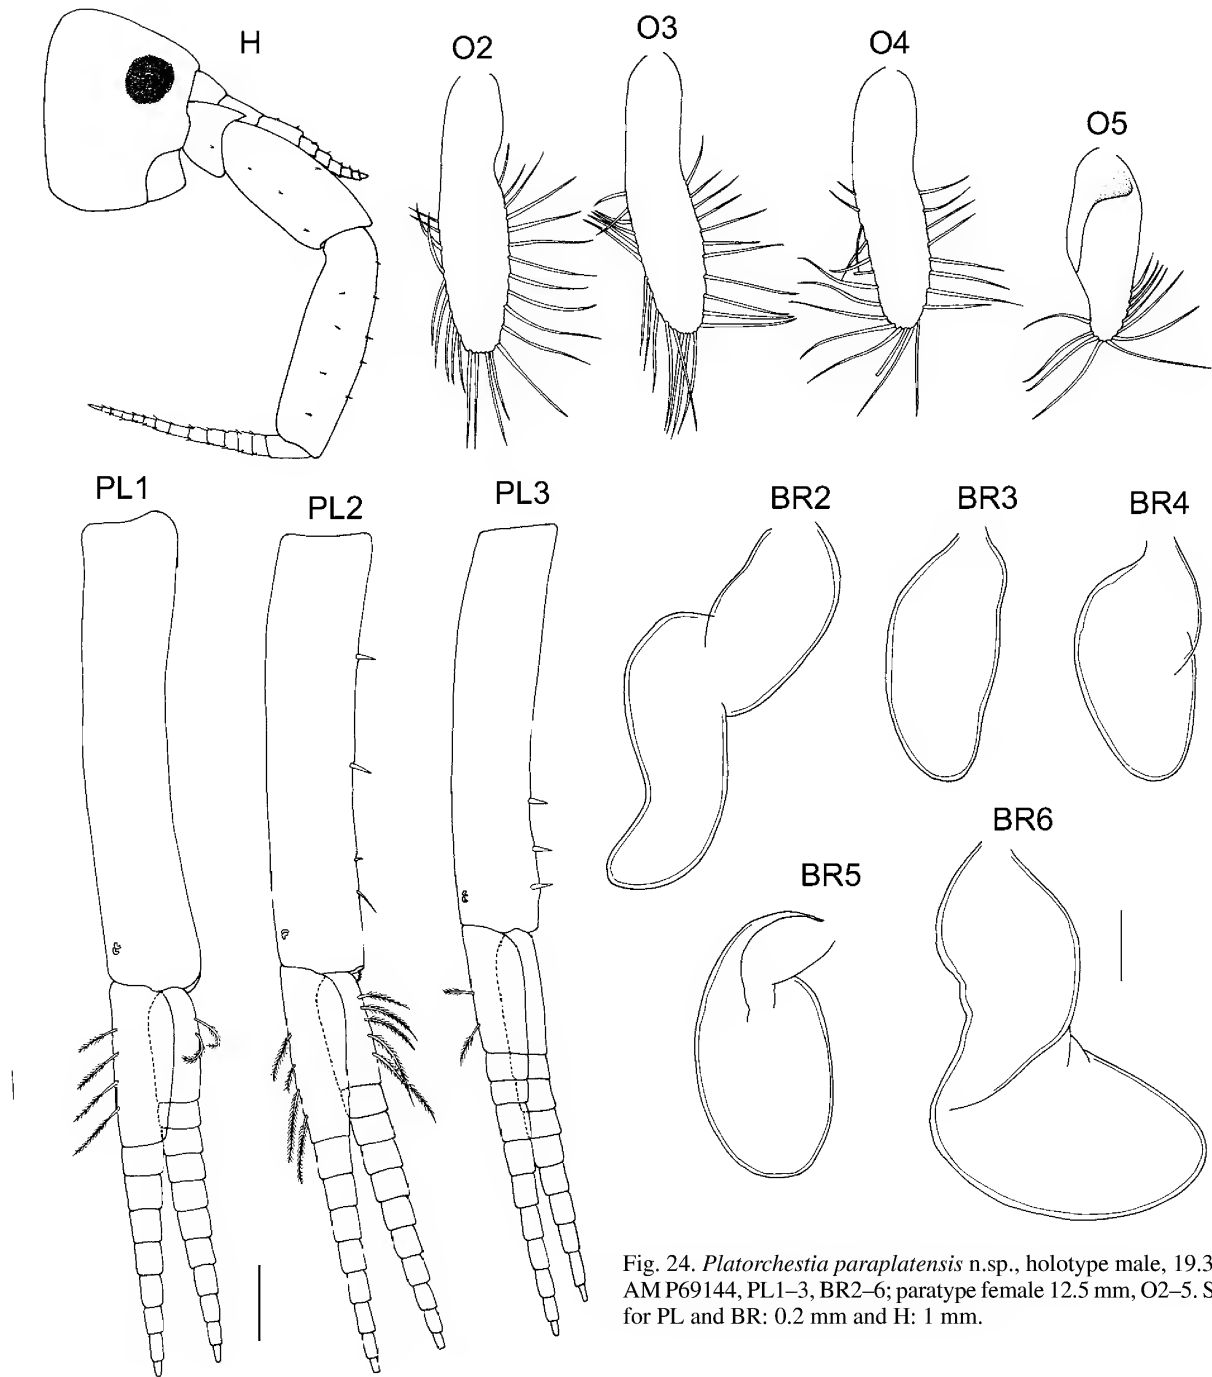 H
O2
O3
O4
O5
PL1
PL2
PL3
BR2
BR3
BR4
BR5
BR6
Fig. 24. Platorchestia paraplatensis n.sp., holotype male, 19.3
AM P69144, PL1–3, BR2–6; paratype female 12.5 mm, O2–5. S
for PL and BR: 0.2 mm and H: 1 mm.